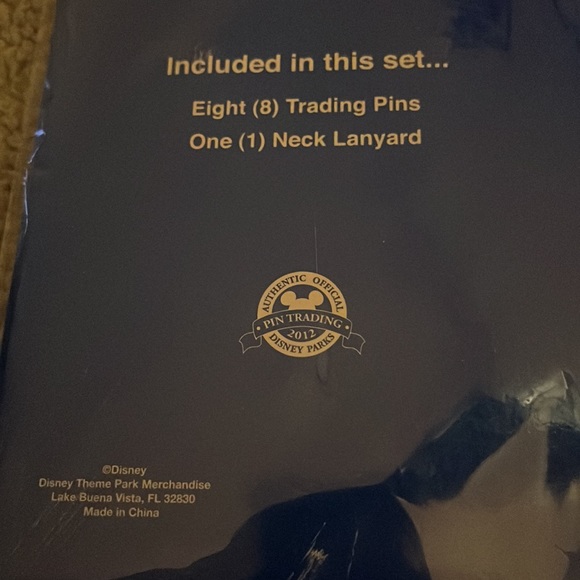 Included in this set...
Eight (8) Trading Pins
One (1) Neck Lanyard
AUTHENTIC OFFICIAL
PIN TRADING
2012
DISNEY PARKS
©Disney
Disney Theme Park Merchandise
Lake Buena Vista, FL 32830
Made in China